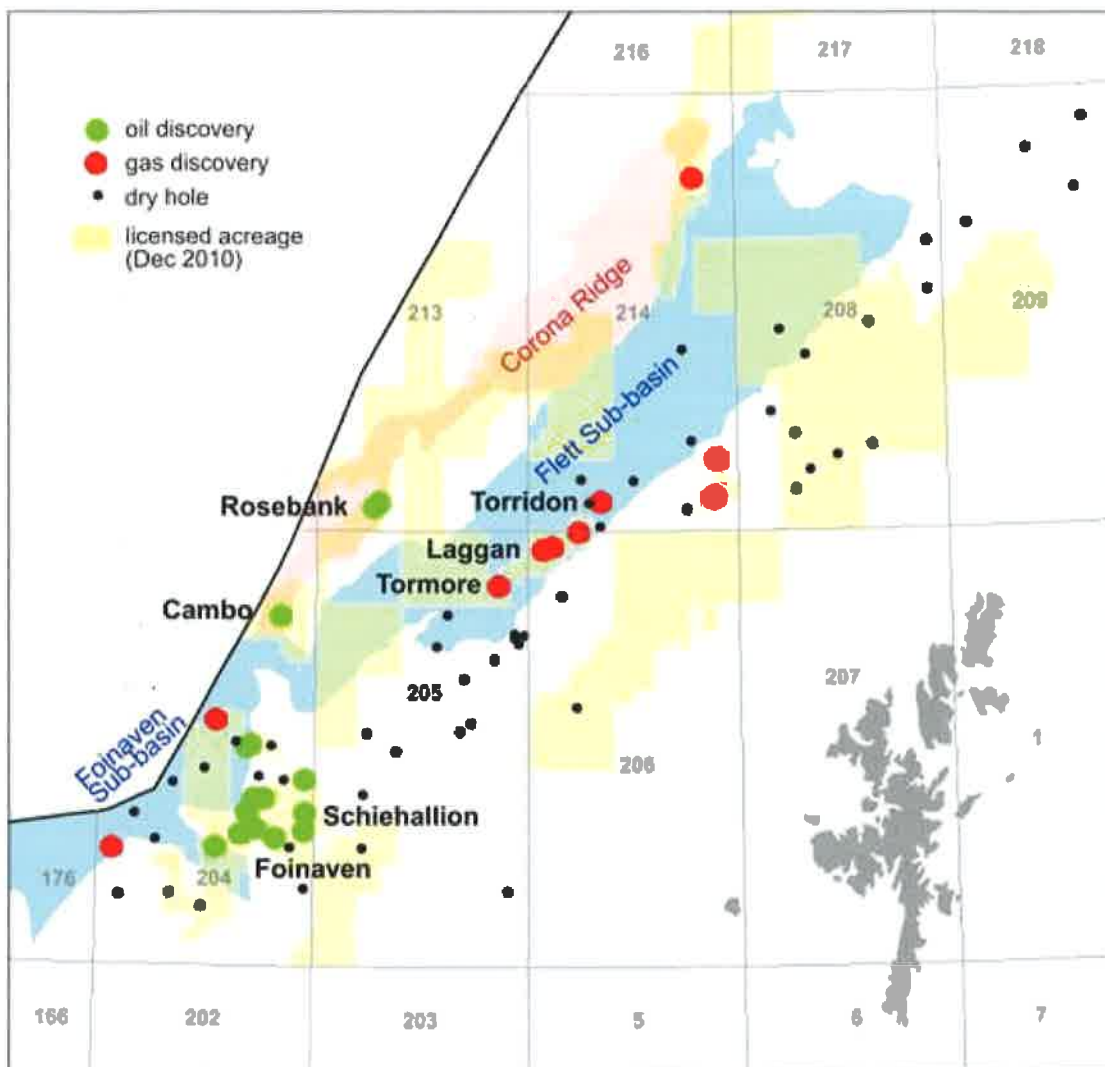 216
217
218
oil discovery
gas discovery
dry hole
licensed acreage
(Dec 2010)
209
213
214
208
Corona Ridge
Flett Sub-basin
Rosebank
Torridon
Laggan
Tormore
Cambo
205
207
1
Foinaven
Sub-basin
206
Schiehallion
Foinaven
176
204
4
166
202
203
5
6
7